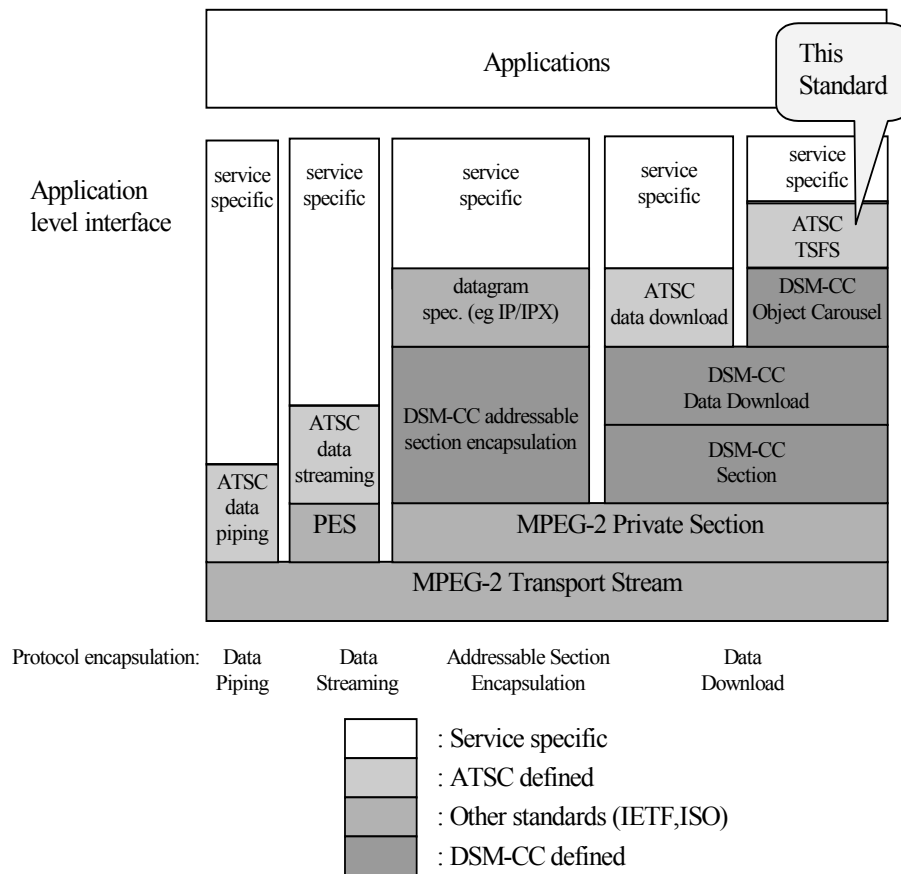 Applications
This
Standard
Application
level interface
service
specific
service
specific
service
specific
service
specific
service
specific
ATSC
TSFS
datagram
spec. (eg IP/IPX)
ATSC
data download
DSM-CC
Object Carousel
DSM-CC addressable
section encapsulation
DSM-CC
Data Download
DSM-CC
Section
ATSC
data
streaming
ATSC
data
piping
PES
MPEG-2 Private Section
MPEG-2 Transport Stream
Protocol encapsulation:
Data
Piping
Data
Streaming
Addressable Section
Encapsulation
Data
Download
: Service specific
: ATSC defined
: Other standards (IETF,ISO)
: DSM-CC defined